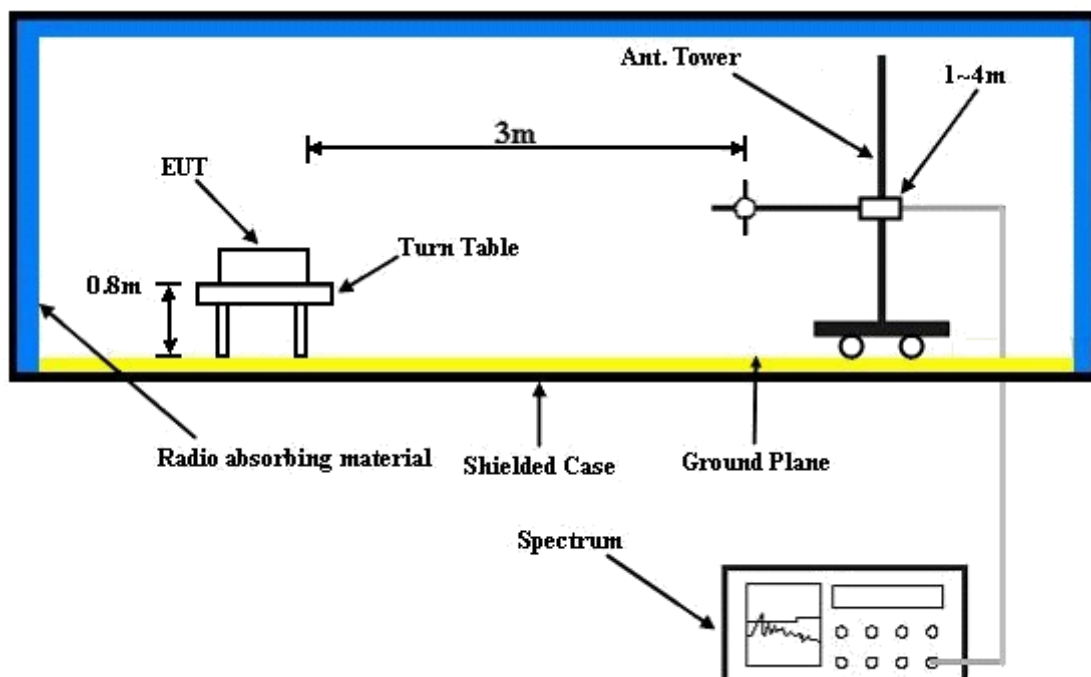 Ant. Tower
1~4m
3m
EUT
Turn Table
0.8m
Radio absorbing material
Shielded Case
Ground Plane
Spectrum